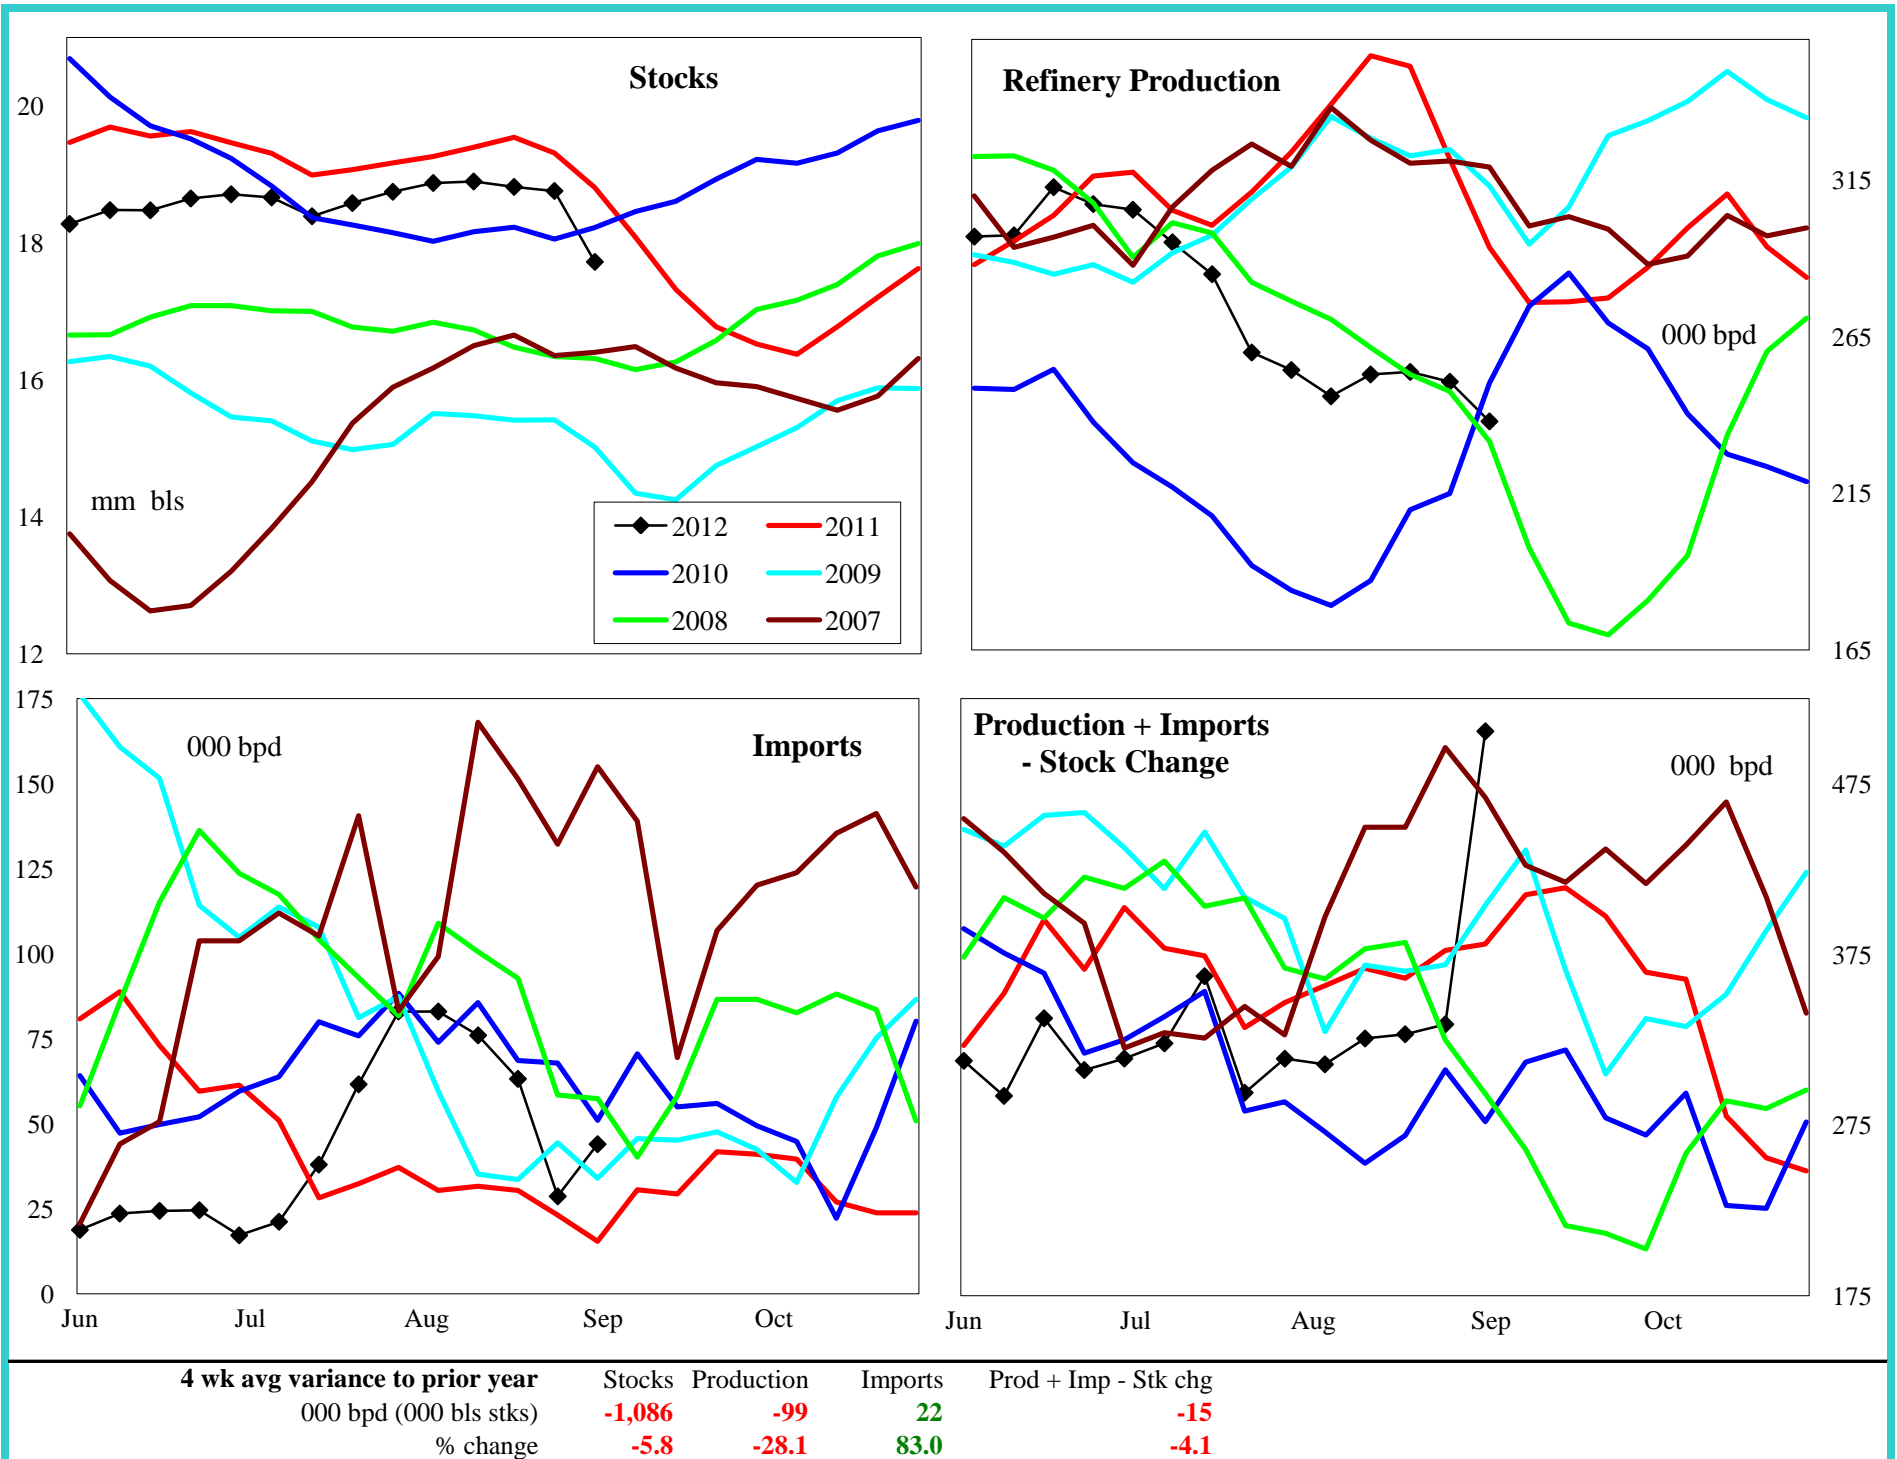 Stocks
20
18
16
14
12
mm bls
2012 2011
2010 2009
2008 2007
Refinery Production
000 bpd
315
265
215
165
175
150
125
100
75
50
25
0
000 bpd
Imports
Jun Jul Aug Sep Oct
Production + Imports
- Stock Change
000 bpd
475
375
275
175
Jun Jul Aug Sep Oct
4 wk avg variance to prior year Stocks Production Imports Prod + Imp - Stk chg
000 bpd (000 bls stks) -1,086 -99 22 -15
% change -5.8 -28.1 83.0 -4.1